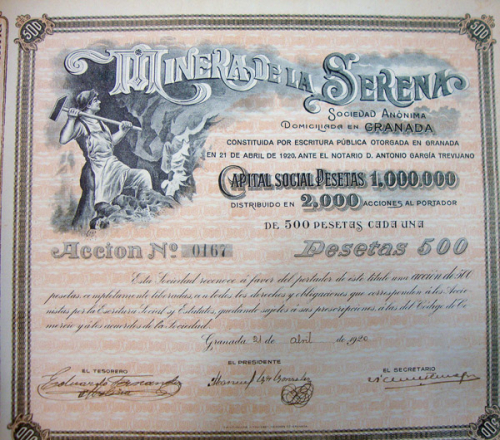 500 500
MINERA DE LA SERENA
SOCIEDAD ANÓNIMA
DOMICILIADA EN GRANADA
CONSTITUIDA POR ESCRITURA PÚBLICA OTORGADA EN GRANADA
EN 21 DE ABRIL DE 1920, ANTE EL NOTARIO D. ANTONIO GARCÍA TREVIJANO
CAPITAL SOCIAL PESETAS 1,000,000
DISTRIBUIDO EN 2,000 ACCIONES AL PORTADOR
DE 500 PESETAS CADA UNA
Accion Nº 0167 Pesetas 500
Esta Sociedad reconoce á favor del portador de este título una acción de 500
pesetas completamente liberadas, con todos los derechos y obligaciones que corresponden á los Accio-
nistas por la Escritura Social y Estatutos, quedando sujetos a sus prescripciones, á las del Código de Co-
mercio y á los acuerdos de la Sociedad.
Granada 21 de abril de 1920
EL TESORERO EL PRESIDENTE EL SECRETARIO
500 500